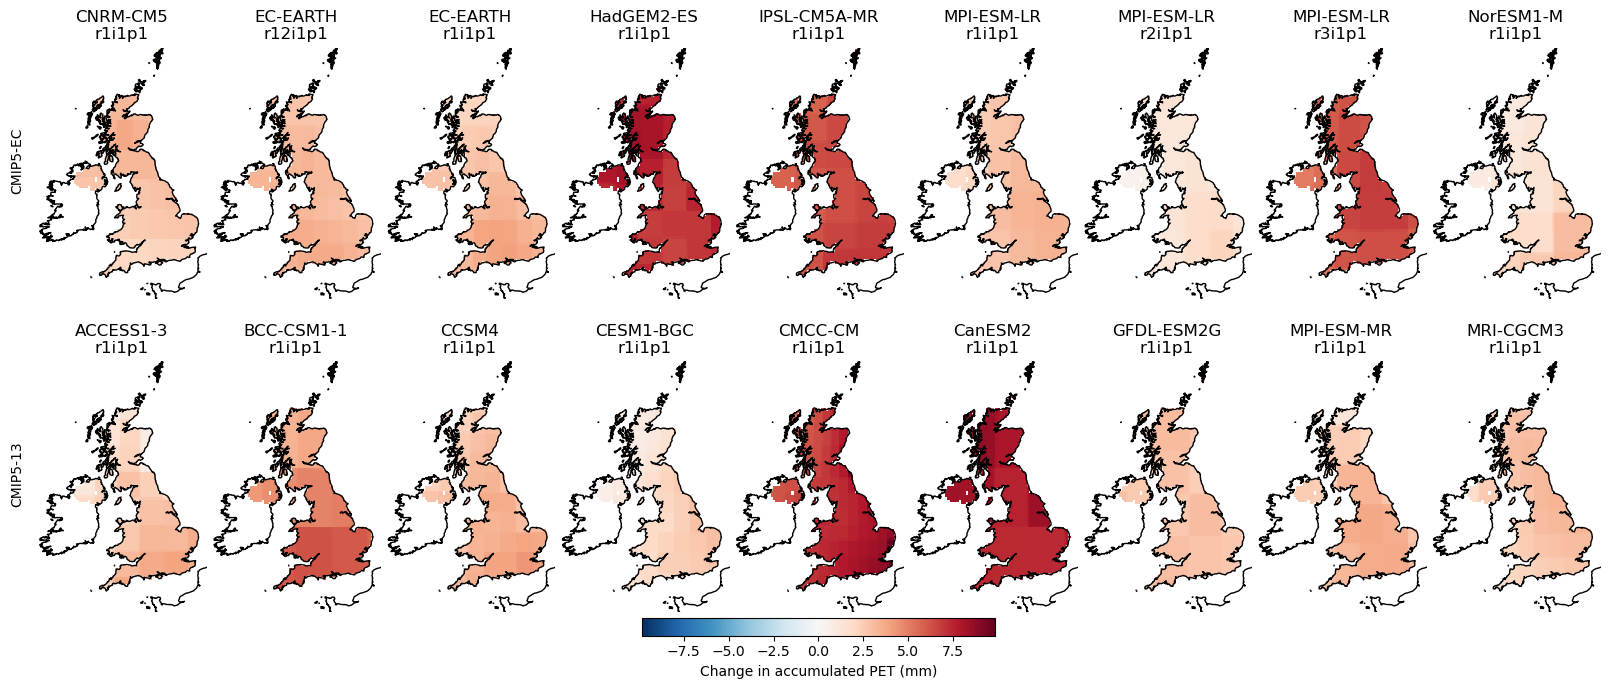 CNRM-CM5 EC-EARTH EC-EARTH HadGEM2-ES IPSL-CM5A-MR MPI-ESM-LR MPI-ESM-LR MPI-ESM-LR NorESM1-M
r1i1p1 r12i1p1 r1i1p1 r1i1p1 r1i1p1 r1i1p1 r2i1p1 r3i1p1 r1i1p1
CMIP5-EC
ACCESS1-3 BCC-CSM1-1 CCSM4 CESM1-BGC CMCC-CM CanESM2 GFDL-ESM2G MPI-ESM-MR MRI-CGCM3
r1i1p1 r1i1p1 r1i1p1 r1i1p1 r1i1p1 r1i1p1 r1i1p1 r1i1p1 r1i1p1
CMIP5-13
−7.5 −5.0 −2.5 0.0 2.5 5.0 7.5
Change in accumulated PET (mm)